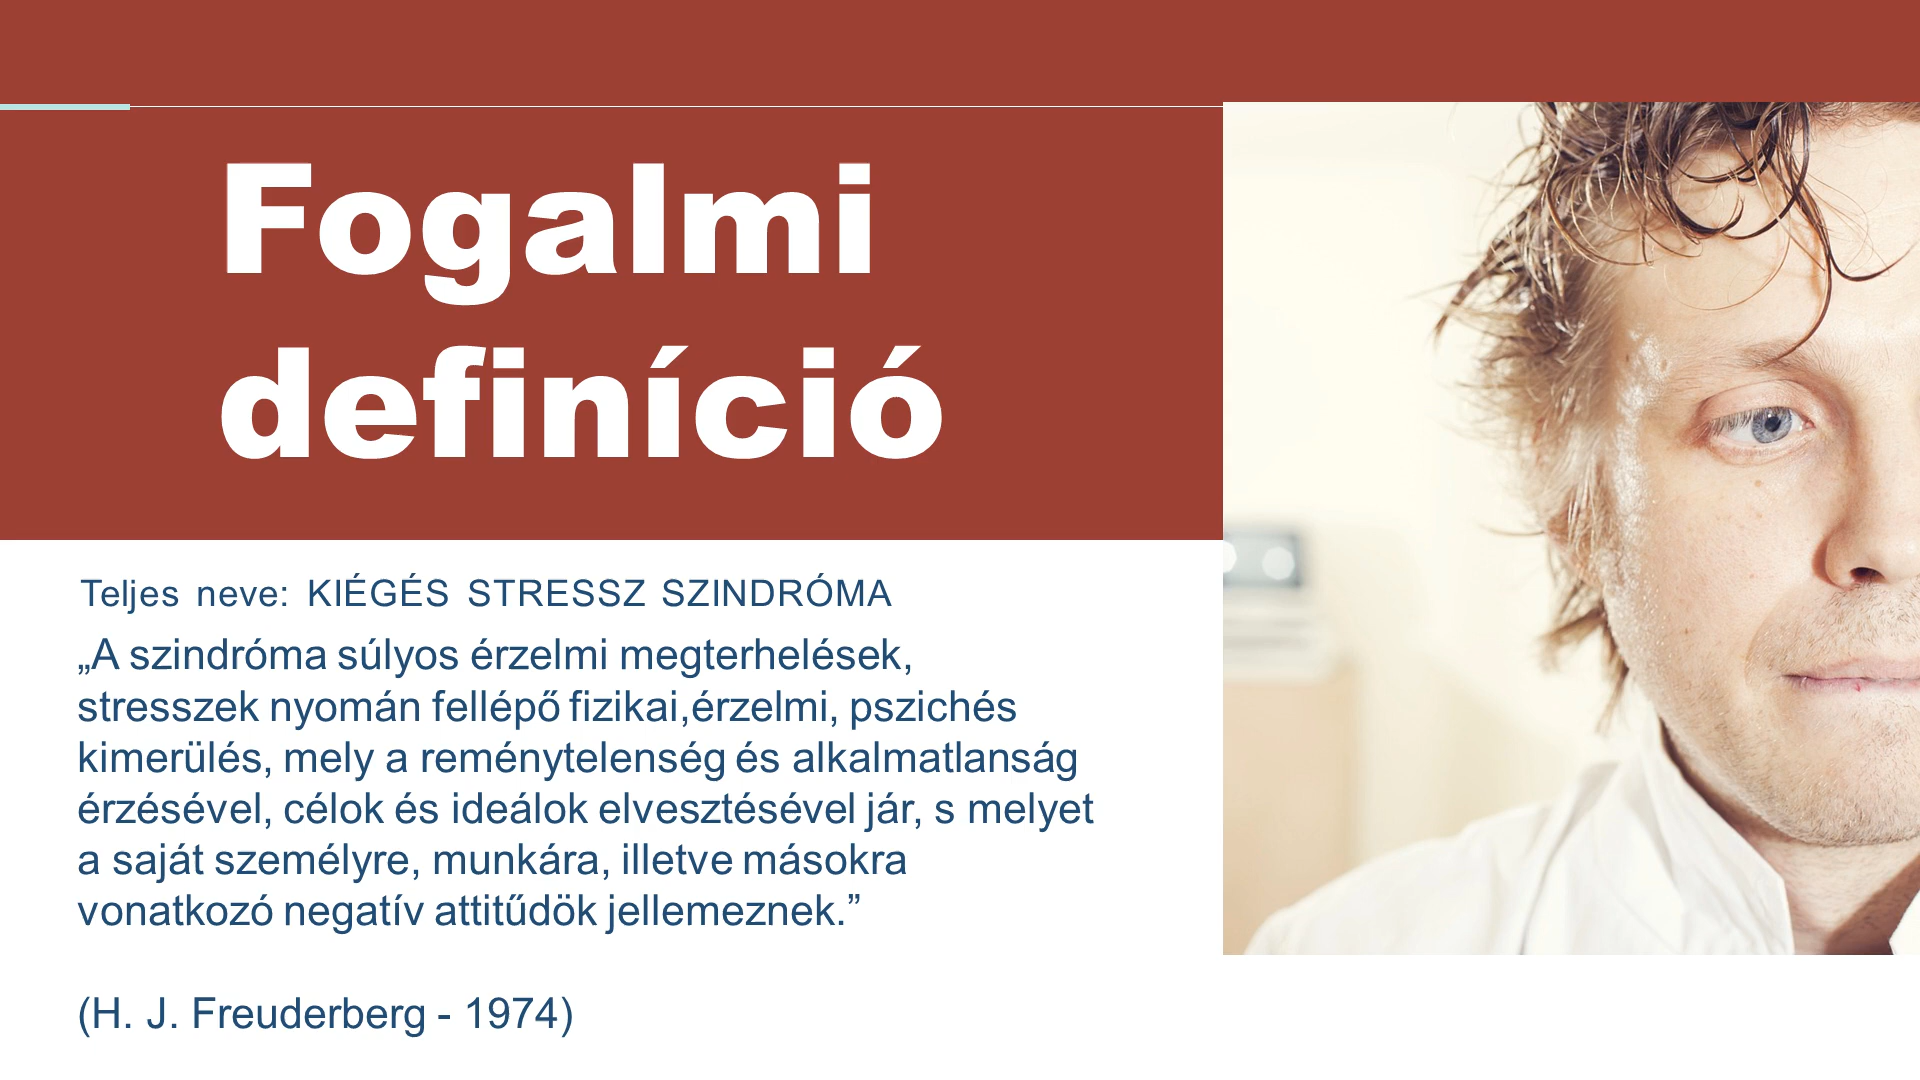 Fogalmi
definíció
Teljes neve: KIÉGÉS STRESSZ SZINDRÓMA
„A szindróma súlyos érzelmi megterhelések,
stresszek nyomán fellépő fizikai,érzelmi, pszichés
kimerülés, mely a reménytelenség és alkalmatlanság
érzésével, célok és ideálok elvesztésével jár, s melyet
a saját személyre, munkára, illetve másokra
vonatkozó negatív attitűdök jellemeznek.”
(H. J. Freuderberg - 1974)